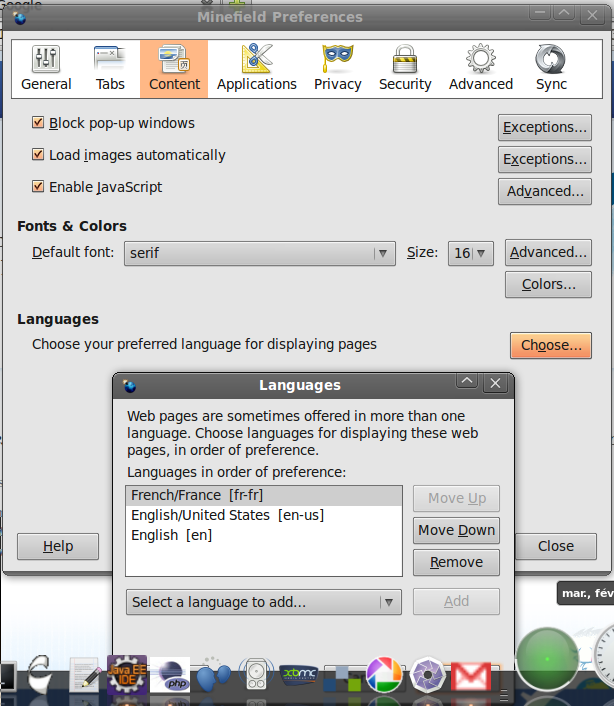 Google
Minefield Preferences
General Tabs Content Applications Privacy Security Advanced Sync
Block pop-up windows Exceptions...
Load images automatically Exceptions...
Enable JavaScript Advanced...
Fonts & Colors
Default font: serif Size: 16 Advanced...
Colors...
Languages
Choose your preferred language for displaying pages Choose...
Languages
Web pages are sometimes offered in more than one
language. Choose languages for displaying these web
pages, in order of preference.
Languages in order of preference:
French/France [fr-fr] Move Up
English/United States [en-us] Move Down
English [en]
Remove
Help Close
Select a language to add... Add
mar., fév
Java EE
IDE
php
xbmc